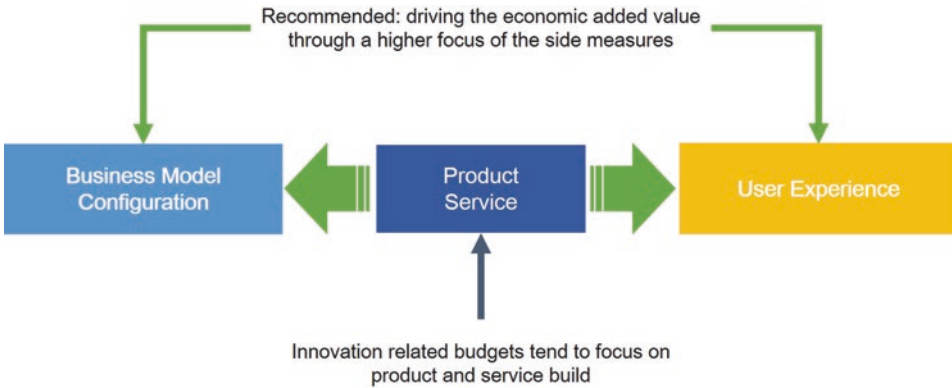 Recommended: driving the economic added value
through a higher focus of the side measures
Business Model
Configuration
Product
Service
User Experience
Innovation related budgets tend to focus on
product and service build